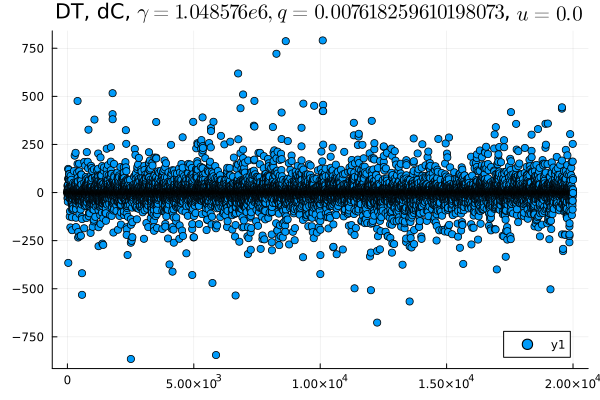 DT, dC, γ = 1.048576e6, q = 0.007618259610198073, u = 0.0
750
500
250
0
−250
−500
−750
0 5.00×10³ 1.00×10⁴ 1.50×10⁴ 2.00×10⁴
y1